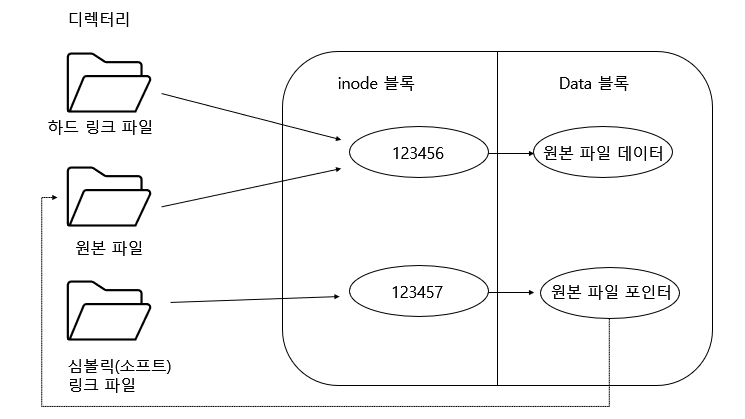 디렉터리
하드 링크 파일
원본 파일
심볼릭(소프트)
링크 파일
inode 블록
Data 블록
123456
원본 파일 데이터
123457
원본 파일 포인터